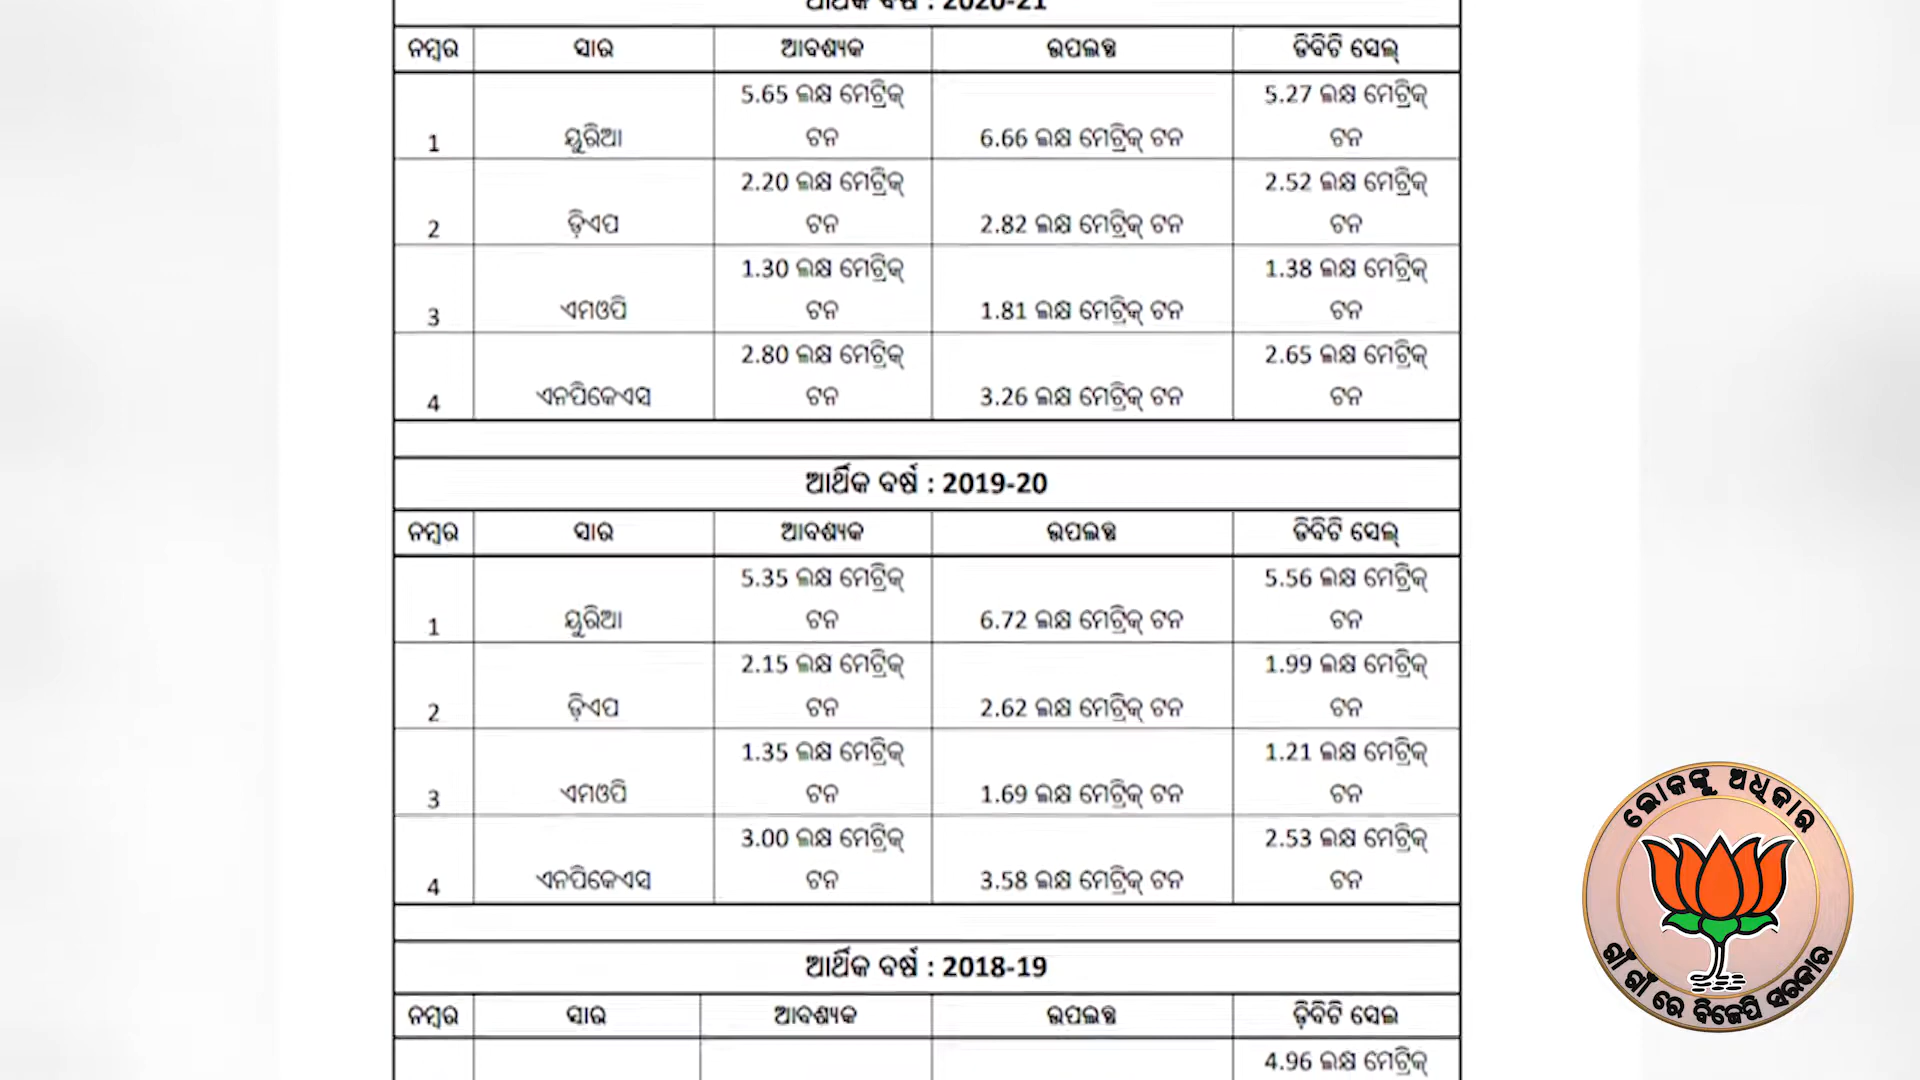 ଆର୍ଥିକ ବର୍ଷ : 2020-21
ନମ୍ବର ସାର ଆବଶ୍ୟକ ଉପଲବ୍ଧ ଡିବିଟି ସେଲ୍
1 ୟୁରିଆ 5.65 ଲକ୍ଷ ମେଟ୍ରିକ୍ ଟନ 6.66 ଲକ୍ଷ ମେଟ୍ରିକ୍ ଟନ 5.27 ଲକ୍ଷ ମେଟ୍ରିକ୍ ଟନ
2 ଡ଼ିଏପ 2.20 ଲକ୍ଷ ମେଟ୍ରିକ୍ ଟନ 2.82 ଲକ୍ଷ ମେଟ୍ରିକ୍ ଟନ 2.52 ଲକ୍ଷ ମେଟ୍ରିକ୍ ଟନ
3 ଏମଓପି 1.30 ଲକ୍ଷ ମେଟ୍ରିକ୍ ଟନ 1.81 ଲକ୍ଷ ମେଟ୍ରିକ୍ ଟନ 1.38 ଲକ୍ଷ ମେଟ୍ରିକ୍ ଟନ
4 ଏନପିକେଏସ 2.80 ଲକ୍ଷ ମେଟ୍ରିକ୍ ଟନ 3.26 ଲକ୍ଷ ମେଟ୍ରିକ୍ ଟନ 2.65 ଲକ୍ଷ ମେଟ୍ରିକ୍ ଟନ
ଆର୍ଥିକ ବର୍ଷ : 2019-20
ନମ୍ବର ସାର ଆବଶ୍ୟକ ଉପଲବ୍ଧ ଡିବିଟି ସେଲ୍
1 ୟୁରିଆ 5.35 ଲକ୍ଷ ମେଟ୍ରିକ୍ ଟନ 6.72 ଲକ୍ଷ ମେଟ୍ରିକ୍ ଟନ 5.56 ଲକ୍ଷ ମେଟ୍ରିକ୍ ଟନ
2 ଡ଼ିଏପ 2.15 ଲକ୍ଷ ମେଟ୍ରିକ୍ ଟନ 2.62 ଲକ୍ଷ ମେଟ୍ରିକ୍ ଟନ 1.99 ଲକ୍ଷ ମେଟ୍ରିକ୍ ଟନ
3 ଏମଓପି 1.35 ଲକ୍ଷ ମେଟ୍ରିକ୍ ଟନ 1.69 ଲକ୍ଷ ମେଟ୍ରିକ୍ ଟନ 1.21 ଲକ୍ଷ ମେଟ୍ରିକ୍ ଟନ
4 ଏନପିକେଏସ 3.00 ଲକ୍ଷ ମେଟ୍ରିକ୍ ଟନ 3.58 ଲକ୍ଷ ମେଟ୍ରିକ୍ ଟନ 2.53 ଲକ୍ଷ ମେଟ୍ରିକ୍ ଟନ
ଆର୍ଥିକ ବର୍ଷ : 2018-19
ନମ୍ବର ସାର ଆବଶ୍ୟକ ଉପଲବ୍ଧ ଡ଼ିବିଟି ସେଲ
4.96 ଲକ୍ଷ ମେଟ୍ରିକ୍
ଲୋକଙ୍କୁ ଅଧିକାର
ଗାଁ ଗାଁ ରେ ବିଜେପି ସରକାର